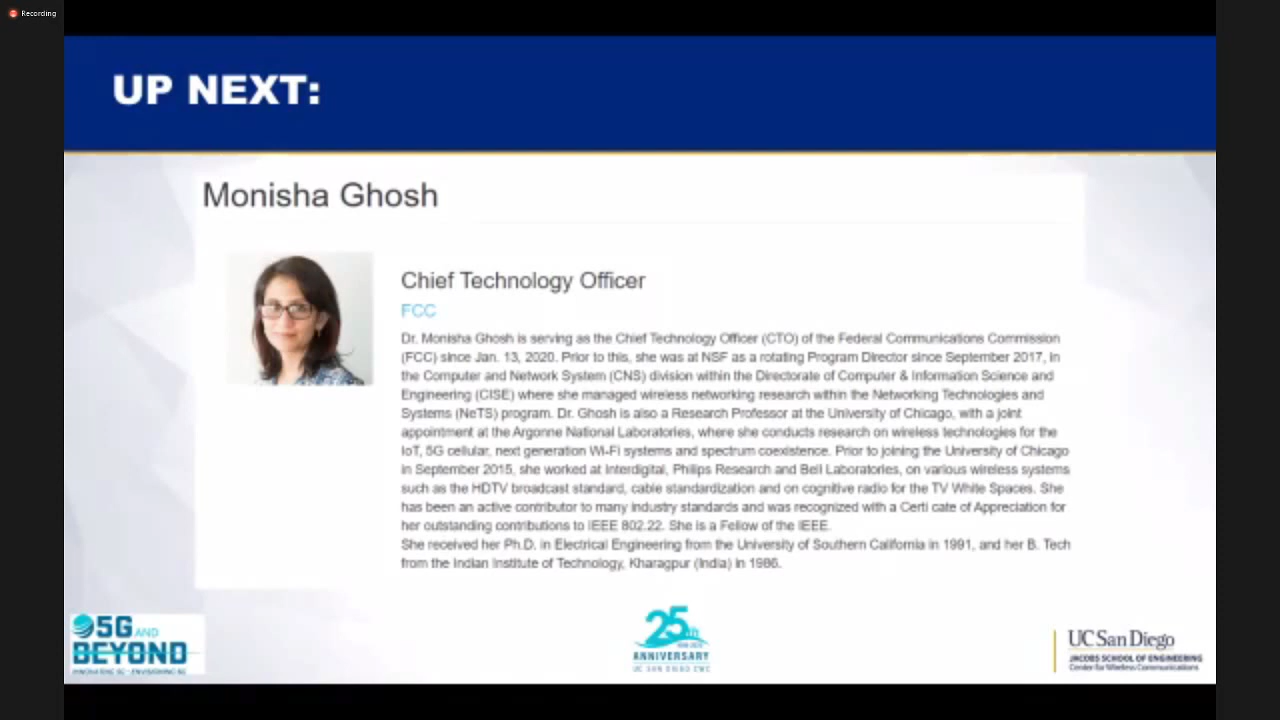 Recording
UP NEXT:
Monisha Ghosh
Chief Technology Officer
FCC
Dr. Monisha Ghosh is serving as the Chief Technology Officer (CTO) of the Federal Communications Commission
(FCC) since Jan. 13, 2020. Prior to this, she was at NSF as a rotating Program Director since September 2017, in
the Computer and Network System (CNS) division within the Directorate of Computer & Information Science and
Engineering (CISE) where she managed wireless networking research within the Networking Technologies and
Systems (NeTS) program. Dr. Ghosh is also a Research Professor at the University of Chicago, with a joint
appointment at the Argonne National Laboratories, where she conducts research on wireless technologies for the
IoT, 5G cellular, next generation Wi-Fi systems and spectrum coexistence. Prior to joining the University of Chicago
in September 2015, she worked at Interdigital, Philips Research and Bell Laboratories, on various wireless systems
such as the HDTV broadcast standard, cable standardization and on cognitive radio for the TV White Spaces. She
has been an active contributor to many industry standards and was recognized with a Certi cate of Appreciation for
her outstanding contributions to IEEE 802.22. She is a Fellow of the IEEE.
She received her Ph.D. in Electrical Engineering from the University of Southern California in 1991, and her B. Tech
from the Indian Institute of Technology, Kharagpur (India) in 1986.
5G AND
BEYOND
INNOVATING 5G - ENVISIONING 6G
25th
ANNIVERSARY
UC SAN DIEGO CWC
UC San Diego
JACOBS SCHOOL OF ENGINEERING
Center for Wireless Communications